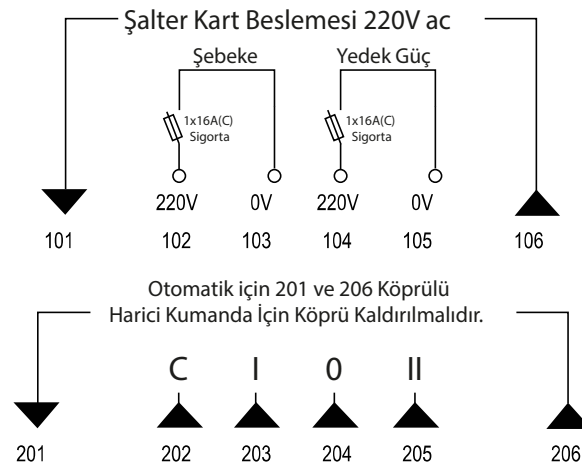 Şalter Kart Beslemesi 220V ac
Şebeke Yedek Güç
1x16A(C) 1x16A(C)
Sigorta Sigorta
220V 0V 220V 0V
101 102 103 104 105 106
Otomatik için 201 ve 206 Köprülü
Harici Kumanda İçin Köprü Kaldırılmalıdır.
C I 0 II
201 202 203 204 205 206